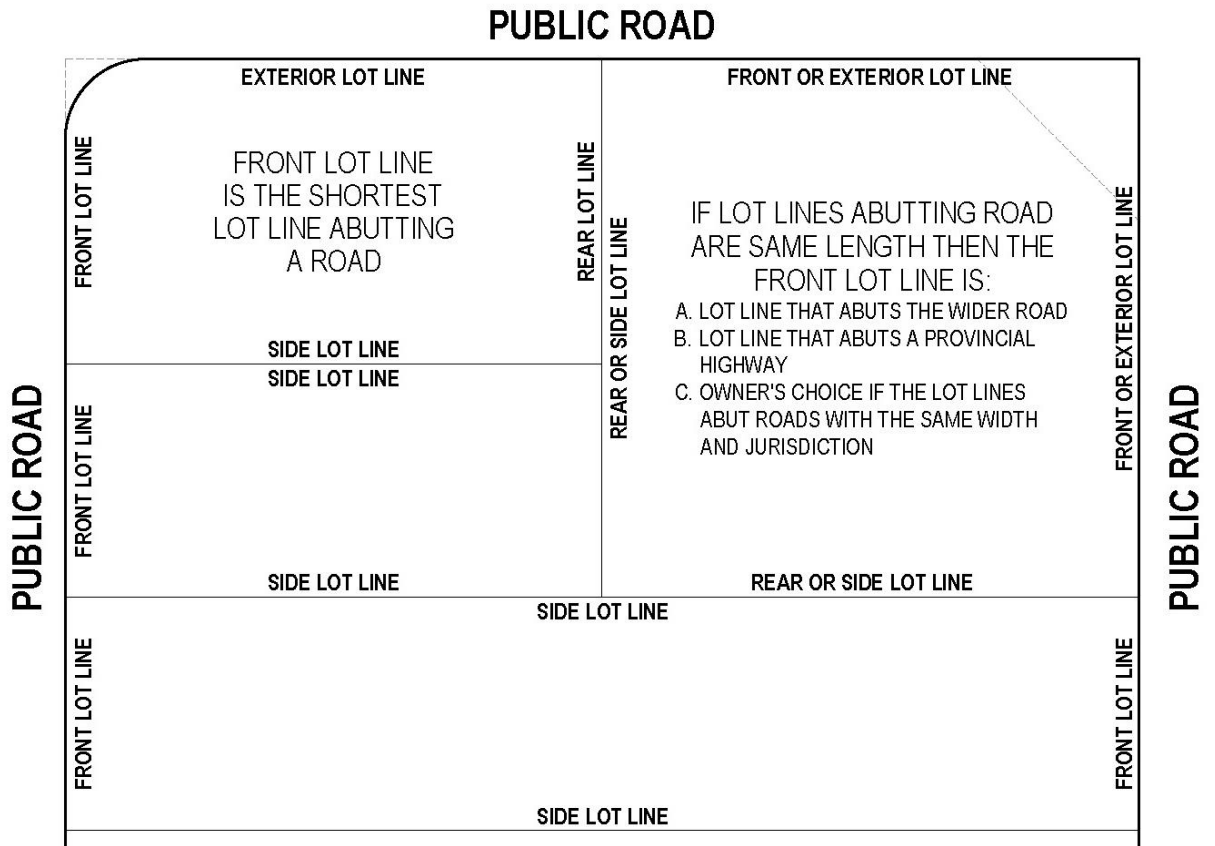 PUBLIC ROAD
EXTERIOR LOT LINE
FRONT OR EXTERIOR LOT LINE
FRONT LOT LINE
FRONT LOT LINE
IS THE SHORTEST
LOT LINE ABUTTING
A ROAD
REAR LOT LINE
REAR OR SIDE LOT LINE
IF LOT LINES ABUTTING ROAD
ARE SAME LENGTH THEN THE
FRONT LOT LINE IS:
A. LOT LINE THAT ABUTS THE WIDER ROAD
B. LOT LINE THAT ABUTS A PROVINCIAL
HIGHWAY
C. OWNER'S CHOICE IF THE LOT LINES
ABUT ROADS WITH THE SAME WIDTH
AND JURISDICTION
FRONT OR EXTERIOR LOT LINE
SIDE LOT LINE
SIDE LOT LINE
PUBLIC ROAD
FRONT LOT LINE
PUBLIC ROAD
SIDE LOT LINE
REAR OR SIDE LOT LINE
SIDE LOT LINE
FRONT LOT LINE
FRONT LOT LINE
SIDE LOT LINE